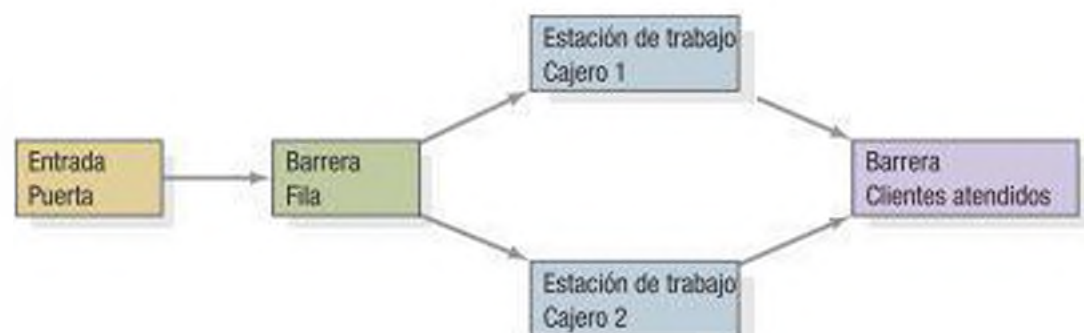 Entrada
Puerta
Barrera
Fila
Estación de trabajo
Cajero 1
Estación de trabajo
Cajero 2
Barrera
Clientes atendidos